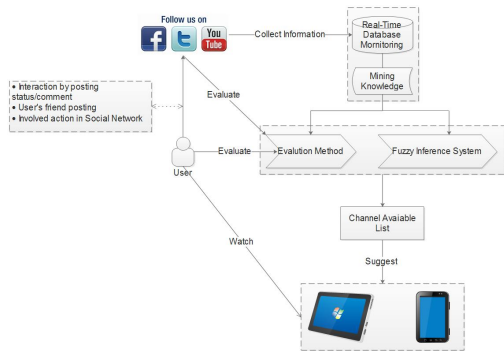 Follow us on
f
t
You
Tube
Collect Information
Real-Time
Database
Mornitoring
Mining
Knowledge
• Interaction by posting
status/comment
• User's friend posting
• Involved action in Social Network
Evaluate
User
Evaluate
Evalution Method
Fuzzy Inference System
Channel Avaiable
List
Watch
Suggest